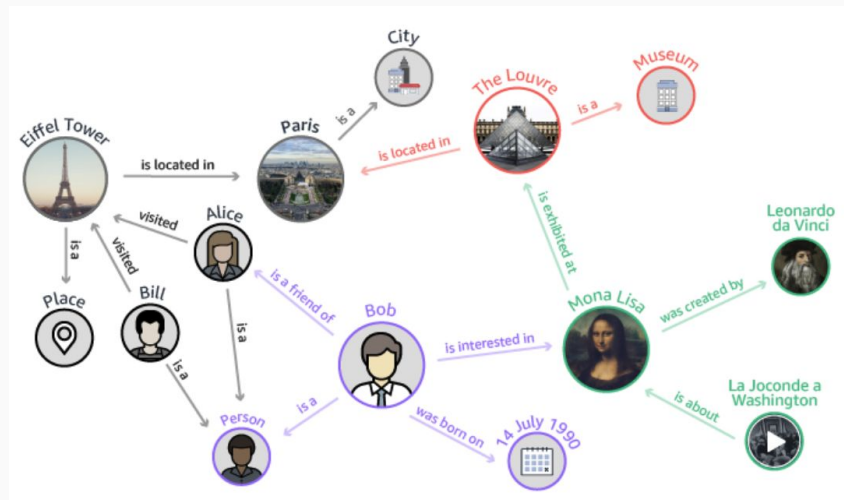 City
is a
Museum
The Louvre
is a
Eiffel Tower
Paris
is located in
is located in
Alice
visited
visited
is exhibited at
Leonardo
da Vinci
is a
Place
Bill
is a friend of
Bob
Mona Lisa
was created by
is a
is interested in
is a
La Joconde a
Washington
is about
Person
is a
was born on
14 July 1990